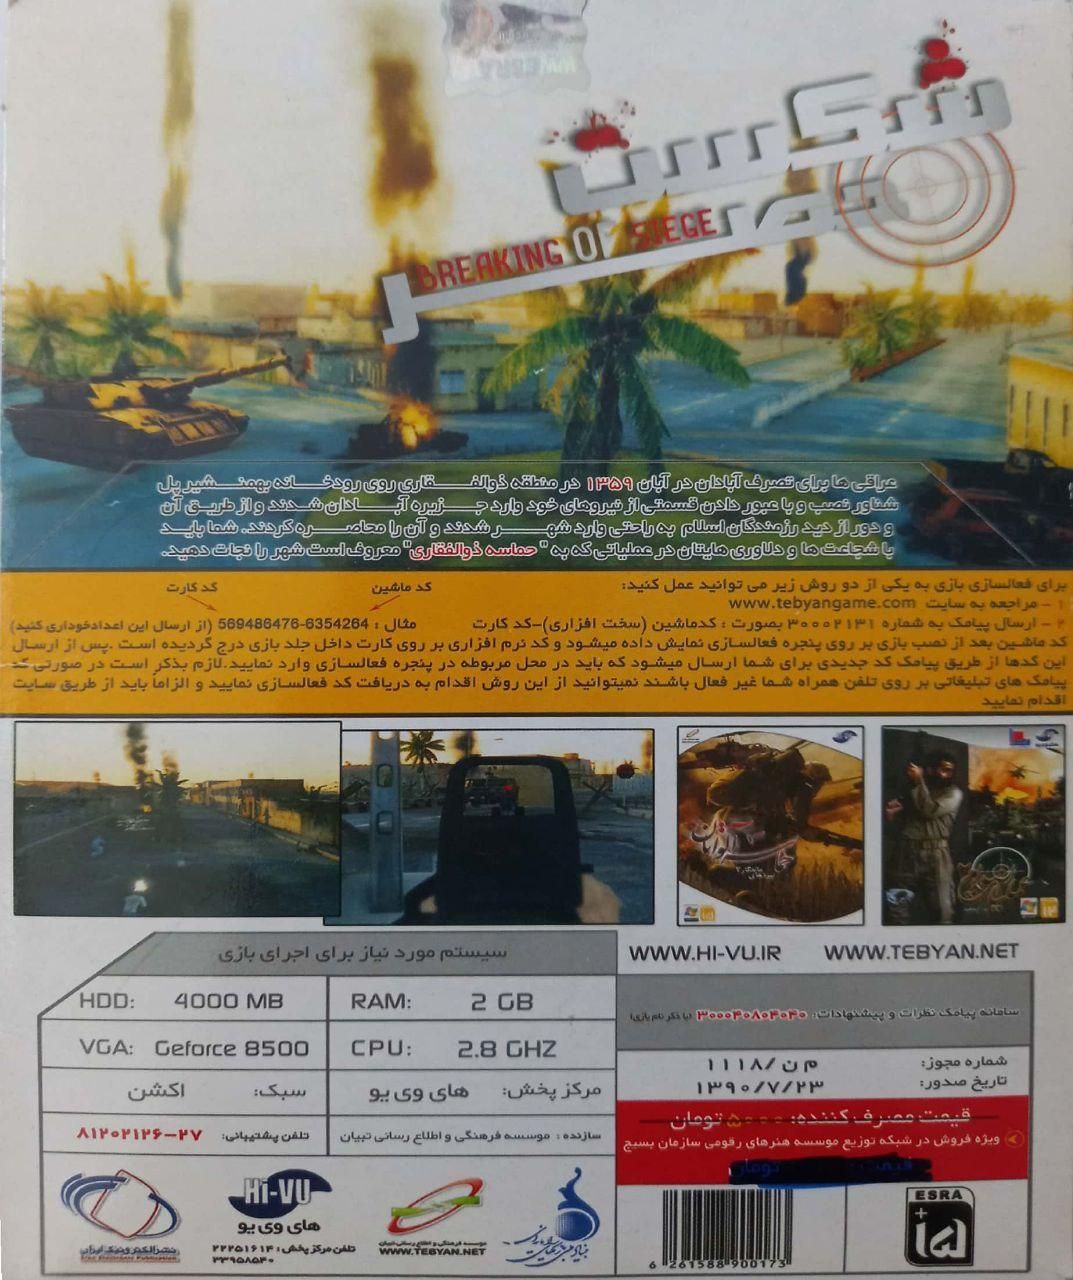 شکست
حصر
BREAKING OF SIEGE
عراقی ها برای تصرف آبادان در آبان ۱۳۵۹ در منطقه ذوالفقاری روی رودخانه بهمنشیر پل
شناور نصب و با عبور دادن قسمتی از نیروهای خود وارد جزیره آبادان شدند و از طریق آن
و دور از دید رزمندگان اسلام به راحتی وارد شهر شدند و آن را محاصره کردند. شما باید
با شجاعت ها و دلاوری هایتان در عملیاتی که به "حماسه ذوالفقاری" معروف است شهر را نجات دهید.
برای فعالسازی بازی به یکی از دو روش زیر می توانید عمل کنید:
کد ماشین
کد کارت
۱ - مراجعه به سایت www.tebyangame.com
۲ - ارسال پیامک به شماره ۳۰۰۰۲۱۳۱ بصورت : کدماشین (سخت افزاری)-کد کارت مثال : 6354264-569486476 (از ارسال این اعدادخوداری کنید)
کد ماشین بعد از نصب بازی بر روی پنجره فعالسازی نمایش داده میشود و کد نرم افزاری بر روی کارت داخل جلد بازی درج گردیده است .پس از ارسال
این کدها از طریق پیامک کد جدیدی برای شما ارسال میشود که باید در محل مربوطه در پنجره فعالسازی وارد نمایید.لازم بذکر است در صورتی که
پیامک های تبلیغاتی بر روی تلفن همراه شما غیر فعال باشند نمیتوانید از این روش اقدام به دریافت کد فعالسازی نمایید و الزاما باید از طریق سایت
اقدام نمایید
WWW.HI-VU.IR WWW.TEBYAN.NET
سیستم مورد نیاز برای اجرای بازی
HDD: 4000 MB
RAM: 2 GB
VGA: Geforce 8500
CPU: 2.8 GHZ
مرکز پخش: های وی یو
سبک: اکشن
سازنده : موسسه فرهنگی و اطلاع رسانی تبیان
تلفن پشتیبانی: ۸۱۲۰۲۱۲۶-۲۷
سامانه پیامک نظرات و پیشنهادات: ۳۰۰۰۴۰۸۰۴۰۴۰ (با ذکر نام بازی)
شماره مجوز: م ن/۱۱۱۸
تاریخ صدور: ۱۳۹۰/۷/۲۳
قیمت مصرف کننده: ۵۰۰۰ تومان
ویژه فروش در شبکه توزیع موسسه هنرهای رقومی سازمان بسیج
قیمت: تومان
نشر الکترونیک ایران
Hi-VU
های وی یو
تلفن مرکز پخش: ۲۲۲۵۱۶۱۴
۳۳۹۵۸۵۳۰
موسسه فرهنگی و اطلاع رسانی تبیان
WWW.TEBYAN.NET
6 261588 900173
ESRA
+۱۵